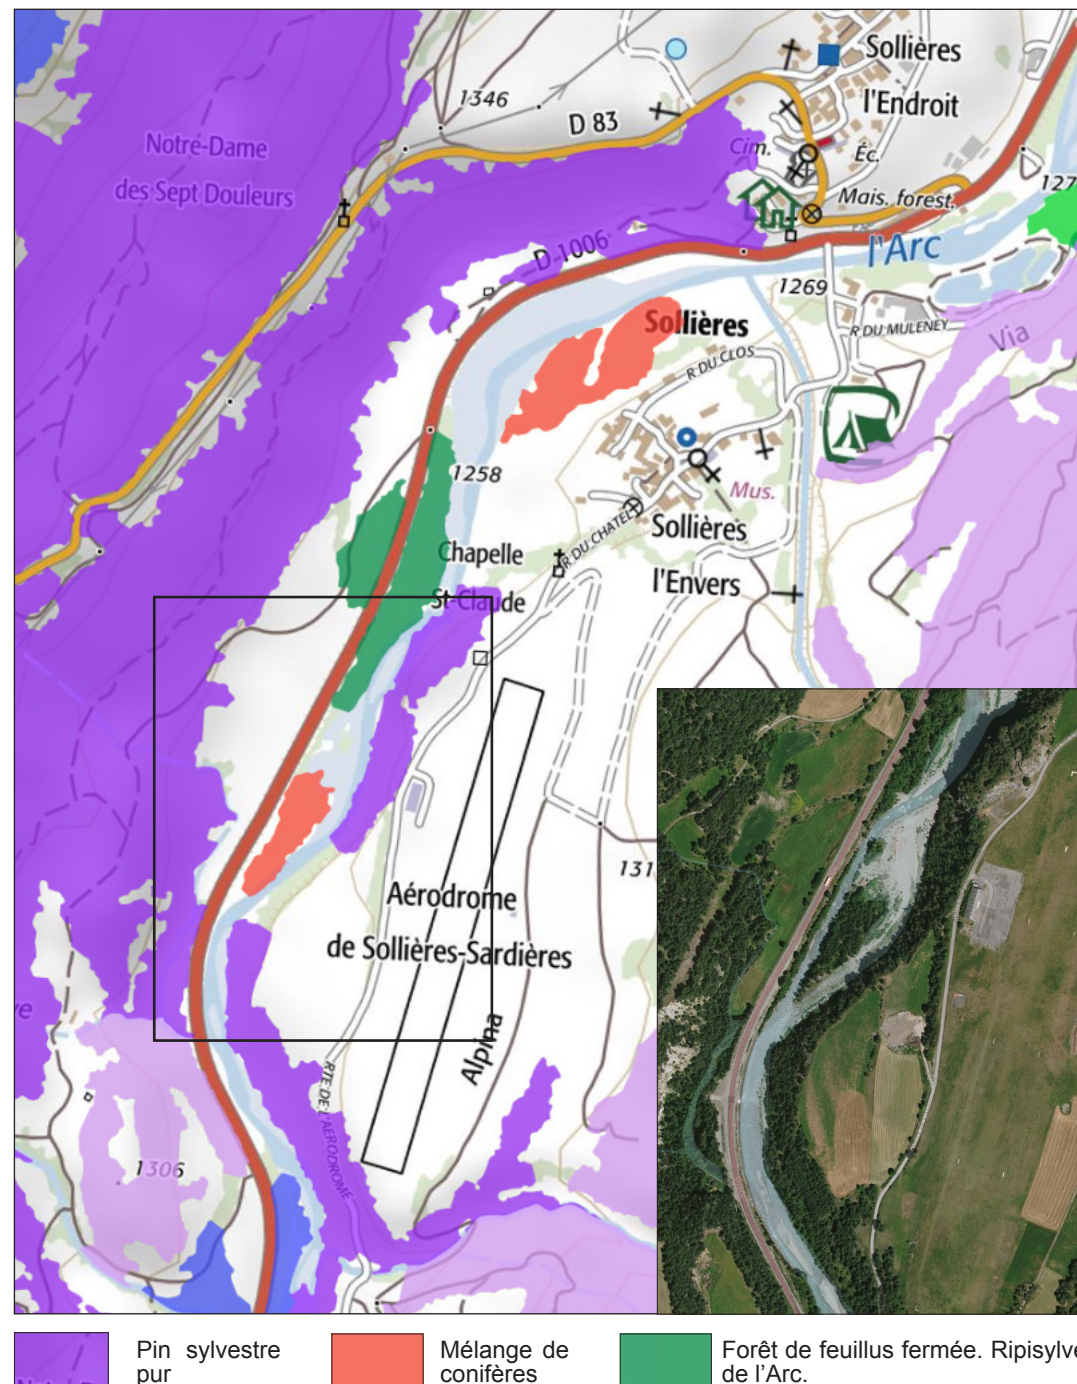 Sollières
l'Endroit
1346
D 83
Notre-Dame
des Sept Douleurs
Cim.
Éc.
Mais. forest.
127
D 1006
l'Arc
1269
Sollières
R DU MULENEY
Via
R DU CLOS
1258
Mus.
Chapelle
St-Claude
R DU CHATEL
Sollières
l'Envers
131
Aérodrome
de Sollières-Sardières
Alpina
RTE DE L'AERODROME
1306
Pin sylvestre
pur
Mélange de
conifères
Forêt de feuillus fermée. Ripisylve
de l'Arc.